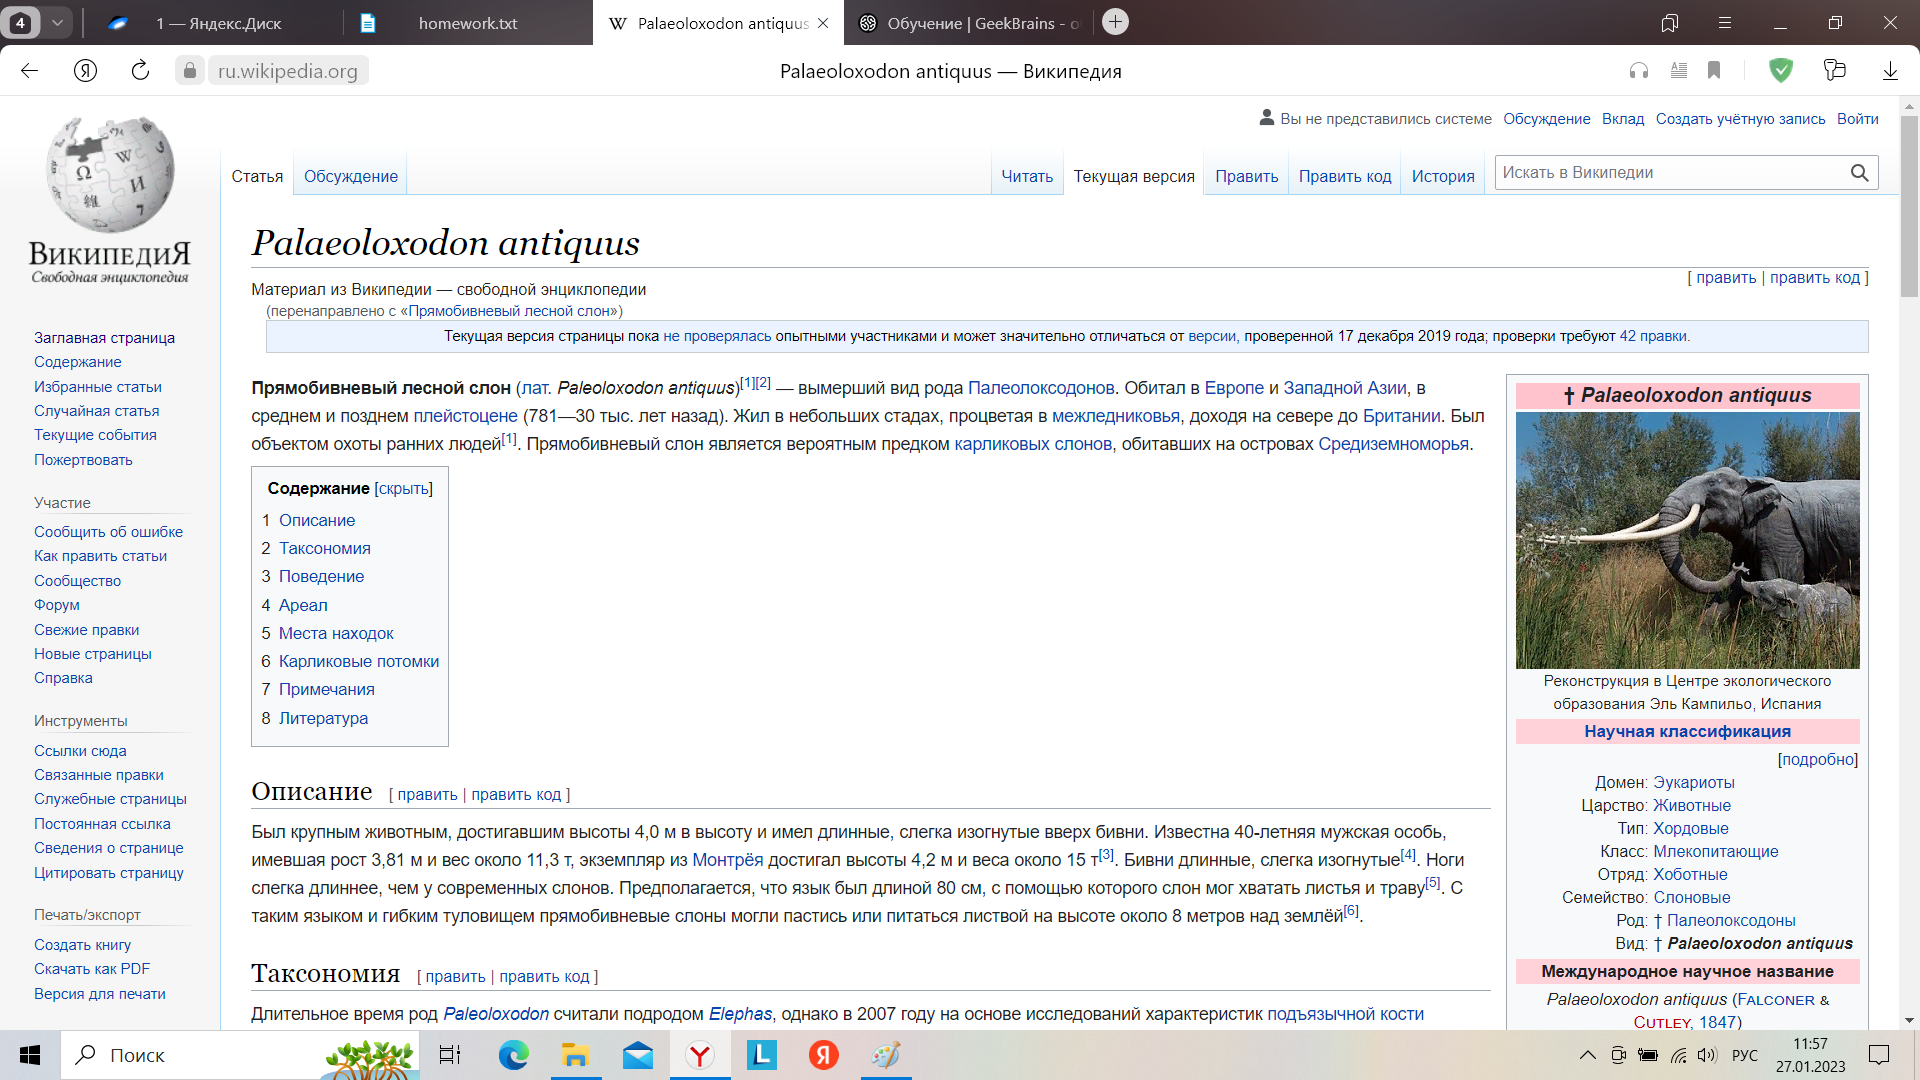 4
1 — Яндекс.Диск
homework.txt
Palaeoloxodon antiquus
Обучение | GeekBrains - о
ru.wikipedia.org
Palaeoloxodon antiquus — Википедия
Вы не представились системе Обсуждение Вклад Создать учётную запись Войти
ВИКИПЕДИЯ
Свободная энциклопедия
Статья Обсуждение Читать Текущая версия Править Править код История Искать в Википедии
Palaeoloxodon antiquus
[ править | править код ]
Материал из Википедии — свободной энциклопедии
(перенаправлено с «Прямобивневый лесной слон»)
Текущая версия страницы пока не проверялась опытными участниками и может значительно отличаться от версии, проверенной 17 декабря 2019 года; проверки требуют 42 правки.
Заглавная страница
Содержание
Избранные статьи
Случайная статья
Текущие события
Пожертвовать
Участие
Сообщить об ошибке
Как править статьи
Сообщество
Форум
Свежие правки
Новые страницы
Справка
Инструменты
Ссылки сюда
Связанные правки
Служебные страницы
Постоянная ссылка
Сведения о странице
Цитировать страницу
Печать/экспорт
Создать книгу
Скачать как PDF
Версия для печати
Прямобивневый лесной слон (лат. Paleoloxodon antiquus)[1][2] — вымерший вид рода Палеолоксодонов. Обитал в Европе и Западной Азии, в
среднем и позднем плейстоцене (781—30 тыс. лет назад). Жил в небольших стадах, процветая в межледниковья, доходя на севере до Британии. Был
объектом охоты ранних людей[1]. Прямобивневый слон является вероятным предком карликовых слонов, обитавших на островах Средиземноморья.
Содержание [скрыть]
1 Описание
2 Таксономия
3 Поведение
4 Ареал
5 Места находок
6 Карликовые потомки
7 Примечания
8 Литература
Описание [ править | править код ]
Был крупным животным, достигавшим высоты 4,0 м в высоту и имел длинные, слегка изогнутые вверх бивни. Известна 40-летняя мужская особь,
имевшая рост 3,81 м и вес около 11,3 т, экземпляр из Монтрёя достигал высоты 4,2 м и веса около 15 т[3]. Бивни длинные, слегка изогнутые[4]. Ноги
слегка длиннее, чем у современных слонов. Предполагается, что язык был длиной 80 см, с помощью которого слон мог хватать листья и траву[5]. С
таким языком и гибким туловищем прямобивневые слоны могли пастись или питаться листвой на высоте около 8 метров над землёй[6].
Таксономия [ править | править код ]
Длительное время род Paleoloxodon считали подродом Elephas, однако в 2007 году на основе исследований характеристик подъязычной кости
† Palaeoloxodon antiquus
Реконструкция в Центре экологического
образования Эль Кампильо, Испания
Научная классификация
[подробно]
Домен: Эукариоты
Царство: Животные
Тип: Хордовые
Класс: Млекопитающие
Отряд: Хоботные
Семейство: Слоновые
Род: † Палеолоксодоны
Вид: † Palaeoloxodon antiquus
Международное научное название
Palaeoloxodon antiquus (FALCONER &
CUTLEY, 1847)
Поиск
РУС
11:57
27.01.2023